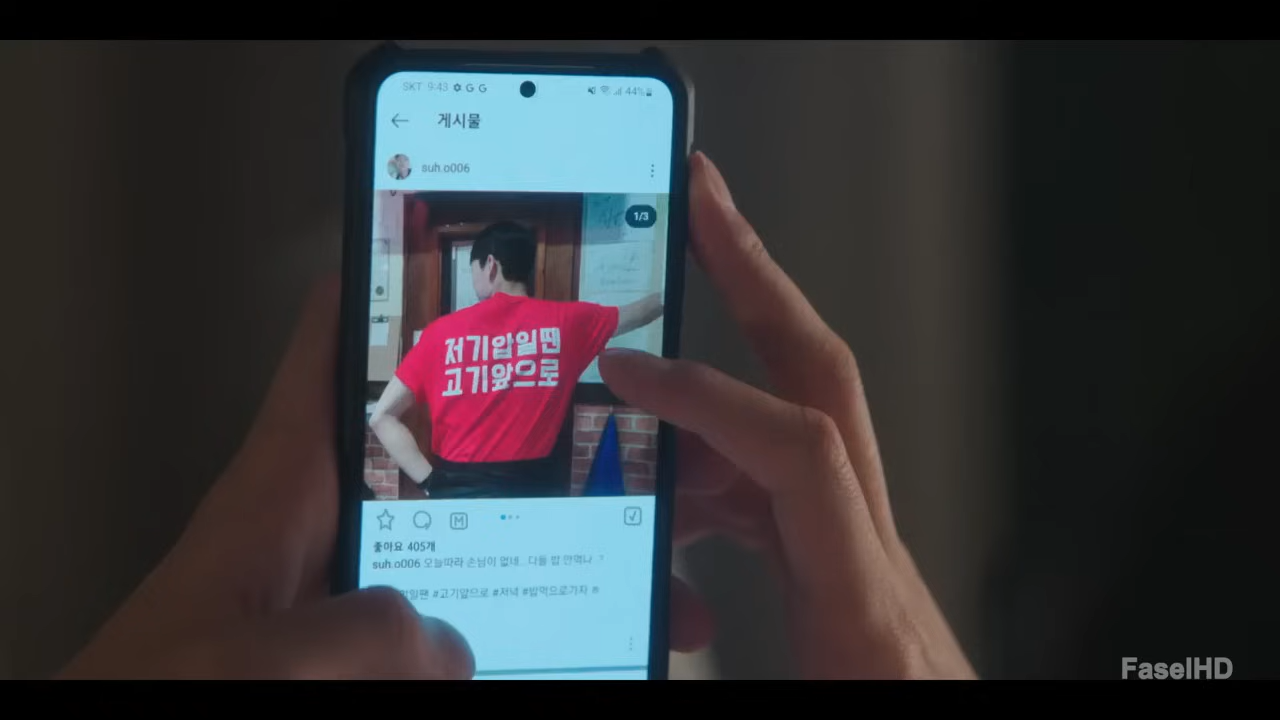 SKT 9:43 G G 44%
게시물
suh.o006
1/3
저기압일땐
고기앞으로
M
좋아요 405개
suh.o006 오늘따라 손님이 없네.. 다들 밥 안먹나 ?
#고기앞으로 #저녁 #밥먹으로가자 ㅎ
FaselHD